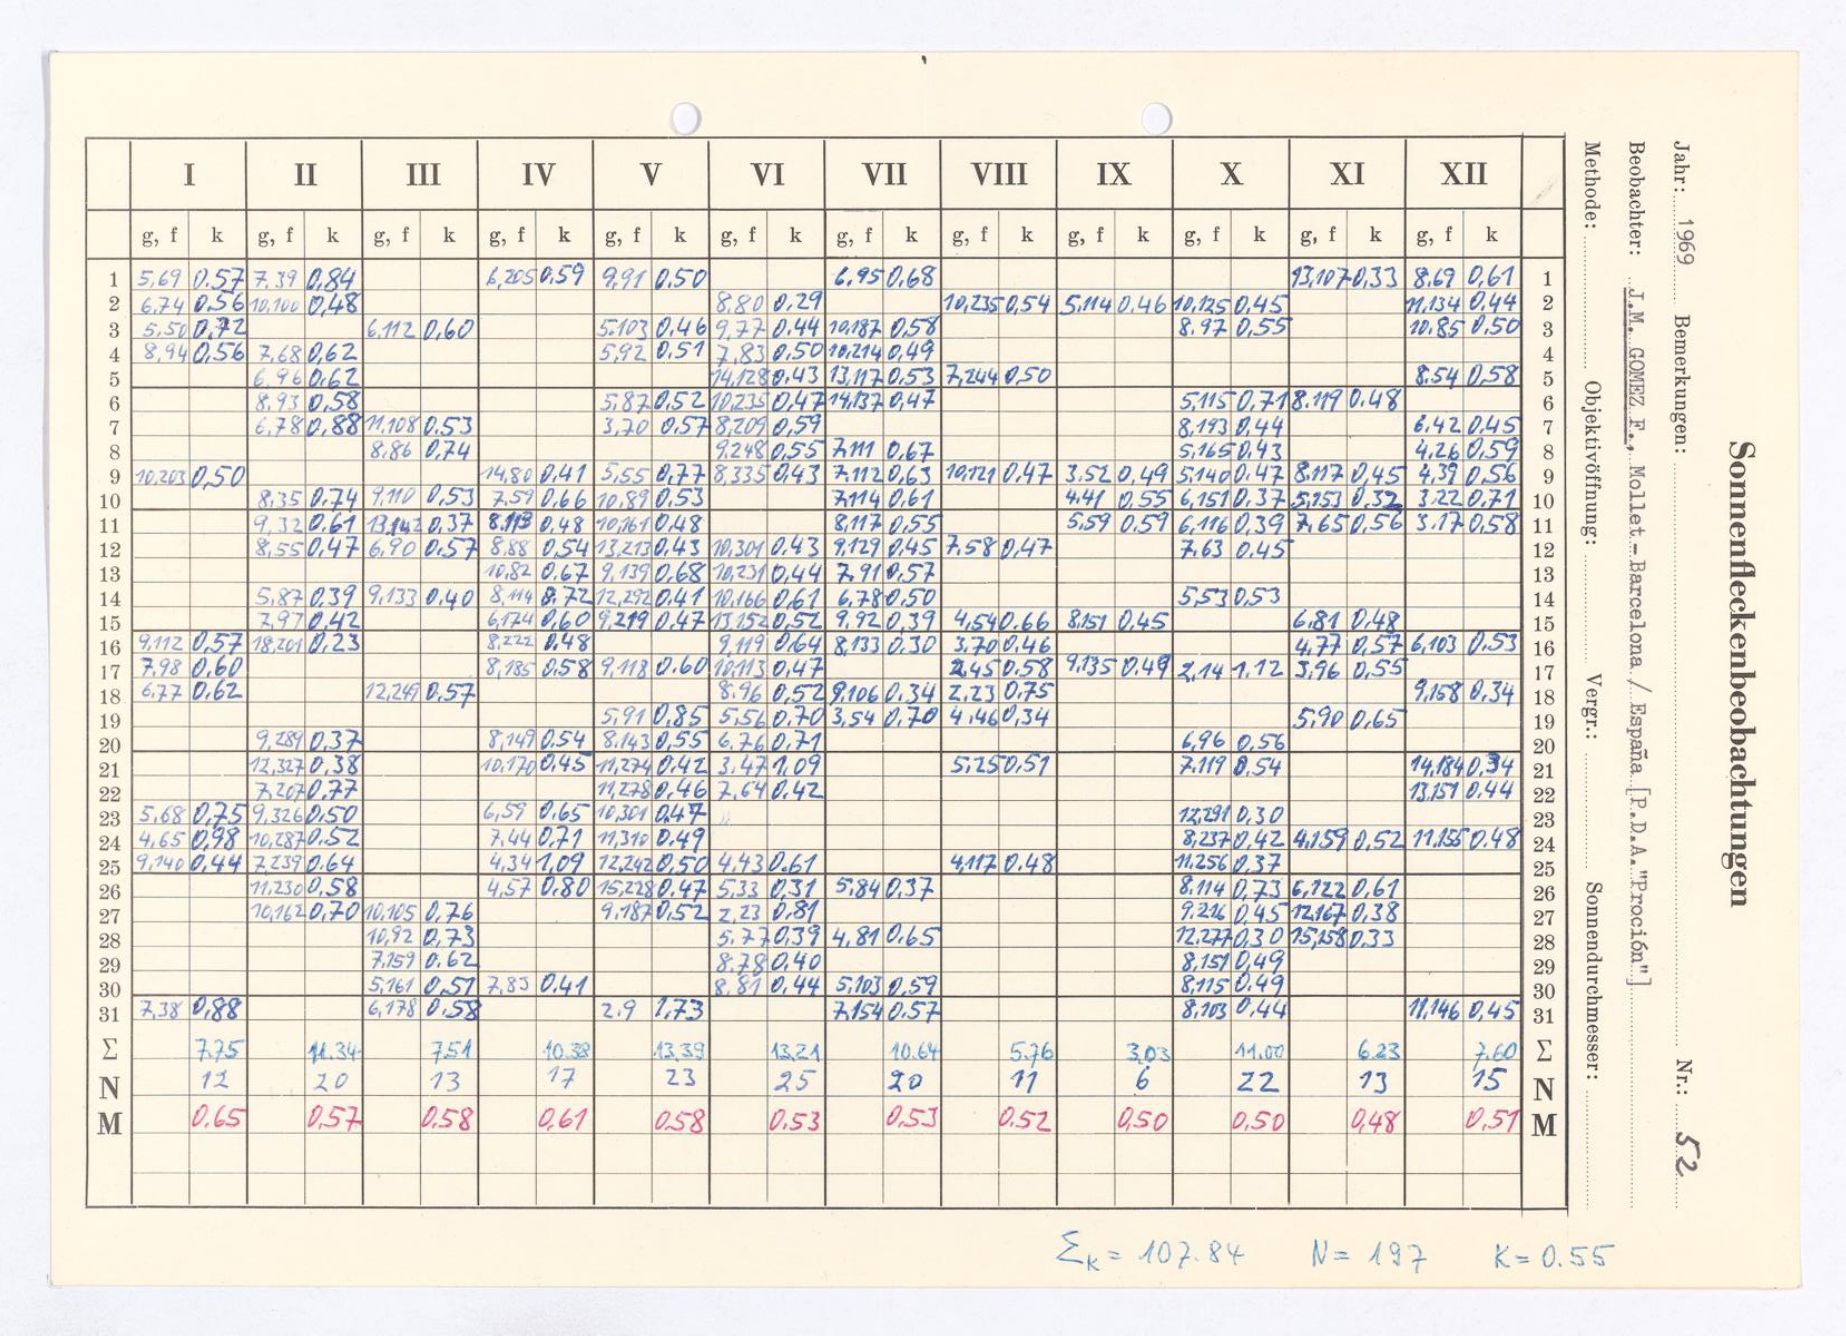 I II III IV V VI VII VIII IX X XI XII
g, f k g, f k g, f k g, f k g, f k g, f k g, f k g, f k g, f k g, f k g, f k g, f k
1 5,69 0.57 7.39 0,84 6,205 0,59 9,91 0.50 6.95 0.68 13,107 0,33 8.69 0,61 1
2 6,74 0,56 10,100 0,48 8.80 0,29 10,235 0,54 5,114 0.46 10,125 0,45 11,134 0.44 2
3 5,50 0,72 6.112 0,60 5.103 0,46 9,77 0.44 10,187 0,58 8.97 0,55 10.85 0,50 3
4 8,94 0,56 7.68 0,62 5,92 0.51 7,83 0,50 10,214 0,49 4
5 6,96 0.62 14,128 0,43 13,117 0,53 7,244 0,50 8.54 0,58 5
6 8.93 0,58 5,87 0,52 10,235 0,47 14,137 0,47 5,115 0,71 8.119 0.48 6
7 6,78 0,88 11,108 0.53 3,70 0,57 8,209 0,59 8,193 0,44 6.42 0.45 7
8 8,86 0,74 9.248 0,55 7,111 0,67 5,165 0,43 4.26 0,59 8
9 10,203 0,50 14,80 0,41 5,55 0,77 8,335 0,43 7,112 0,63 10,121 0,47 3.52 0,49 5,140 0.47 8,117 0,45 4,39 0,56 9
10 8,35 0,74 9,110 0,53 7,59 0,66 10,89 0,53 7,114 0,61 4.41 0,55 6,151 0,37 5,153 0,32 3.22 0,71 10
11 9,32 0,61 13,142 0,37 8.113 0,48 10,161 0,48 8,117 0,55 5,59 0,59 6,116 0,39 7,65 0,56 3.17 0,58 11
12 8,55 0,47 6,90 0,57 8,88 0,54 13,213 0,43 10,301 0,43 9,129 0,45 7,58 0,47 7.63 0,45 12
13 10,82 0,67 9,139 0,68 10,231 0,44 7,91 0,57 13
14 5,87 0,39 9,133 0,40 8,114 0.72 12,292 0,41 10,166 0,61 6,78 0,50 5,53 0,53 14
15 7,97 0,42 6,174 0,60 9,219 0,47 13,152 0,52 9,92 0,39 4,54 0.66 8,151 0,45 6,81 0,48 15
16 9,112 0,57 18,201 0,23 8,222 0,48 9,119 0,64 8,133 0,30 3,70 0,46 4,77 0,57 6,103 0,53 16
17 7,98 0,60 8,185 0.58 9,118 0.60 10,113 0,47 2,45 0.58 9,135 0,49 2,14 1,12 3,96 0,55 17
18 6,77 0,62 12,249 0,57 8.96 0,52 9,106 0,34 2,23 0,75 9,158 0,34 18
19 5,91 0,85 5,56 0,70 3,54 0,70 4,46 0,34 5,90 0,65 19
20 9,289 0,37 8,149 0,54 8.143 0,55 6,76 0,71 6,96 0,56 20
21 12,327 0,38 10,170 0,45 11,274 0,42 3,47 1,09 5,25 0,51 7,119 0,54 14,184 0,34 21
22 7,207 0,77 11,278 0,46 7,64 0,42 13,151 0.44 22
23 5,68 0,75 9,326 0,50 6,59 0.65 10,301 0,47 12,291 0,30 23
24 4,65 0,98 10,287 0.52 7,44 0,71 11,310 0,49 8,237 0,42 4,159 0,52 11,155 0,48 24
25 9,140 0,44 7,239 0,64 4,34 1,09 12,242 0,50 4,43 0.61 4,117 0.48 11,256 0,37 25
26 11,230 0,58 4,57 0,80 15,228 0.47 5,33 0,31 5,84 0,37 8,114 0,73 6,122 0,61 26
27 10,162 0,70 10,105 0,76 9,187 0,52 2,23 0,81 9.216 0,45 12,167 0,38 27
28 10,92 0,73 5.77 0,39 4,81 0.65 12,277 0,30 15,158 0.33 28
29 7,159 0.62 8.78 0,40 8,151 0,49 29
30 5,161 0,51 7,83 0.41 8.81 0,44 5,103 0,59 8,115 0.49 30
31 7,38 0,88 6,178 0.58 2.9 1,73 7,154 0.57 8,103 0.44 11,146 0,45 31
Σ 7.75 11.34 7.51 10.38 13,39 13,21 10.64 5.76 3,03 11.00 6.23 7.60 Σ
N 12 20 13 17 23 25 20 11 6 22 13 15 N
M 0.65 0,57 0.58 0,61 0.58 0.53 0.53 0.52 0,50 0,50 0,48 0,51 M
Σk = 107.84 N = 197 K = 0.55
Sonnenfleckenbeobachtungen
Jahr: 1969 Bemerkungen: Nr.: 52
Beobachter: J.M. GOMEZ F., Mollet - Barcelona / España [P.D.A. "Proción"]
Methode: Objektivöffnung: Vergr.: Sonnendurchmesser: